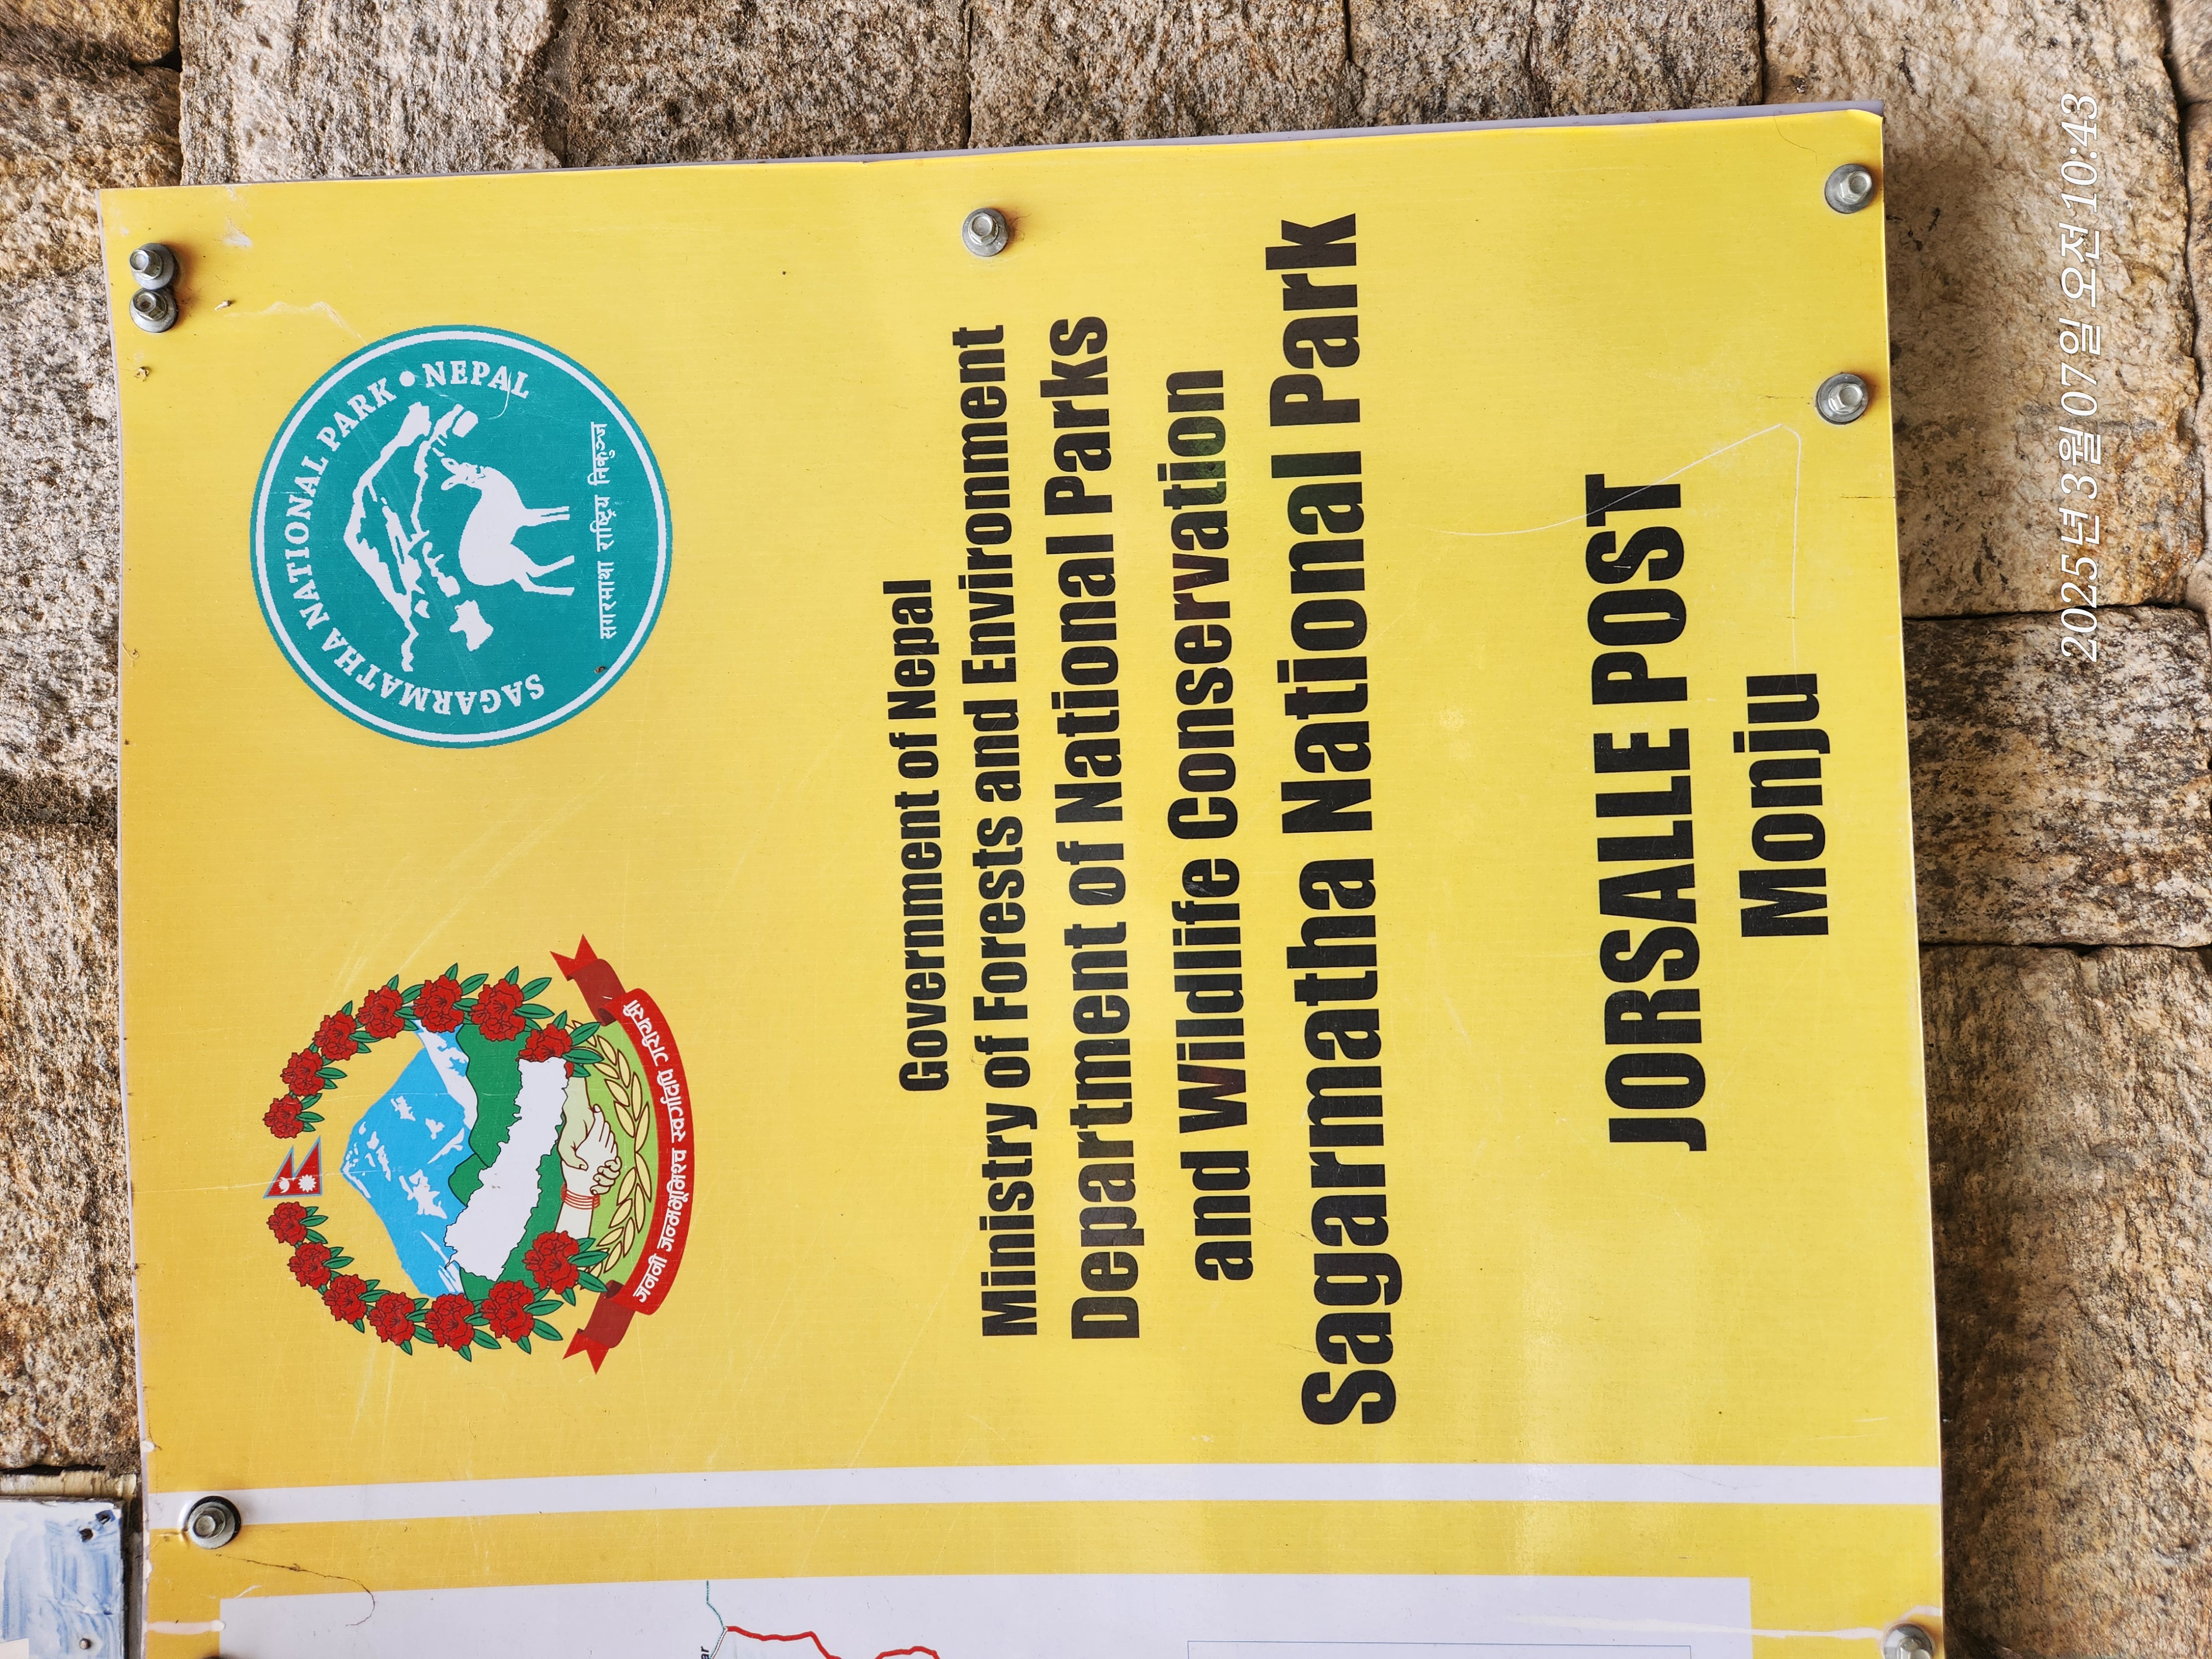 जननी जन्मभूमिश्च स्वर्गादपि गरीयसी
SAGARMATHA NATIONAL PARK • NEPAL
सगरमाथा राष्ट्रिय निकुञ्ज
Government of Nepal
Ministry of Forests and Environment
Department of National Parks
and Wildlife Conservation
Sagarmatha National Park
JORSALLE POST
Monju
2025년 3월 07일 오전 10:43